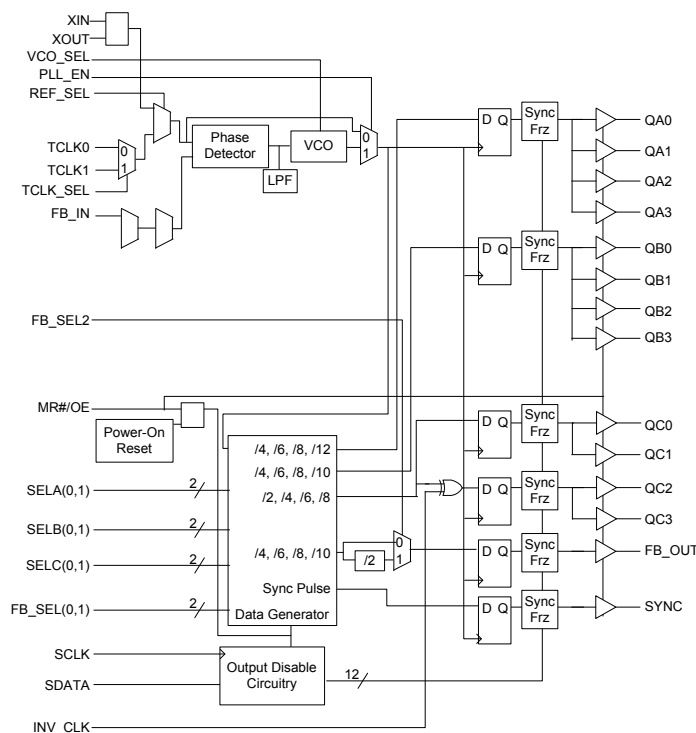 XIN
XOUT
VCO_SEL
PLL_EN
REF_SEL
TCLK0
TCLK1
TCLK_SEL
FB_IN
0
1
Phase
Detector
LPF
VCO
0
1
D Q
Sync
Frz
QA0
QA1
QA2
QA3
D Q
Sync
Frz
QB0
QB1
QB2
QB3
FB_SEL2
MR#/OE
Power-On
Reset
SELA(0,1)
2
SELB(0,1)
2
SELC(0,1)
2
FB_SEL(0,1)
2
/4, /6, /8, /12
/4, /6, /8, /10
/2, /4, /6, /8
/4, /6, /8, /10
Sync Pulse
Data Generator
/2
0
1
D Q
Sync
Frz
QC0
QC1
D Q
Sync
Frz
QC2
QC3
D Q
Sync
Frz
FB_OUT
D Q
Sync
Frz
SYNC
SCLK
SDATA
Output Disable
Circuitry
12
INV_CLK